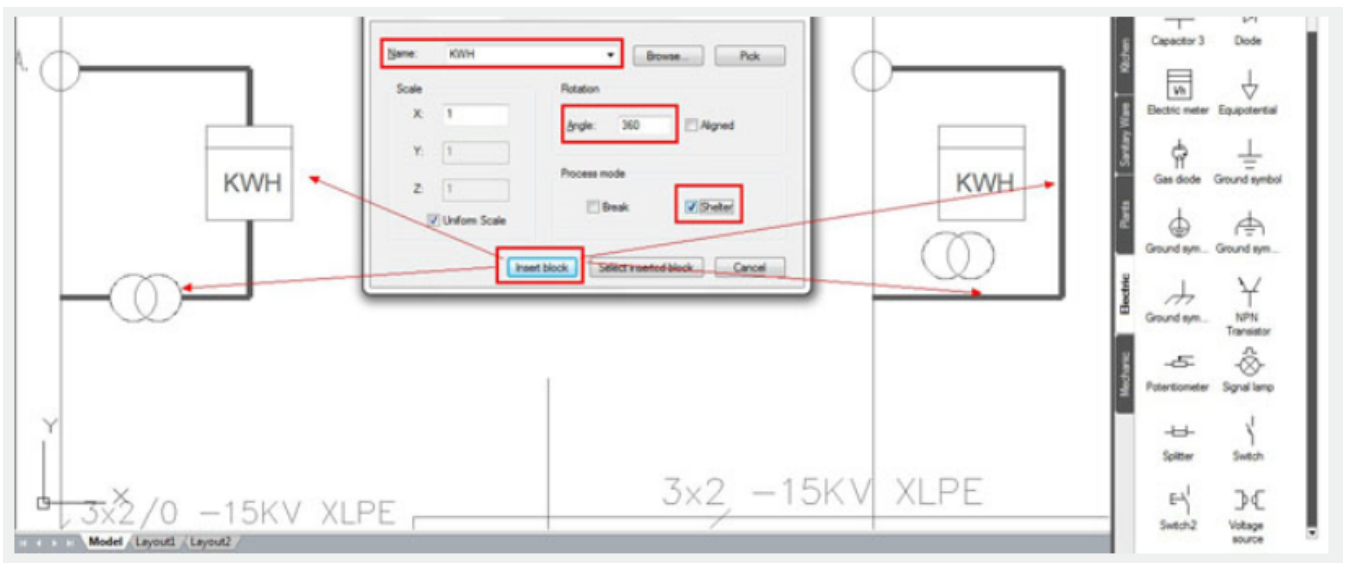 Name: KWH
Browse...
Pick
Scale
X: 1
Y: 1
Z: 1
Uniform Scale
Rotation
Angle: 360
Aligned
Process mode
Break
Shelter
Insert block
Select inserted block
Cancel
KWH
KWH
Y
X
3x2/0 -15KV XLPE
3x2 -15KV XLPE
Model
Layout1
Layout2
Kitchen
Sanitary Ware
Plants
Electric
Mechanic
Capacitor 3
Diode
Vh
Electric meter
Equipotential
Gas diode
Ground symbol
Ground sym...
Ground sym...
Ground sym...
NPN
Transistor
Potentiometer
Signal lamp
Splitter
Switch
Switch2
Voltage
source